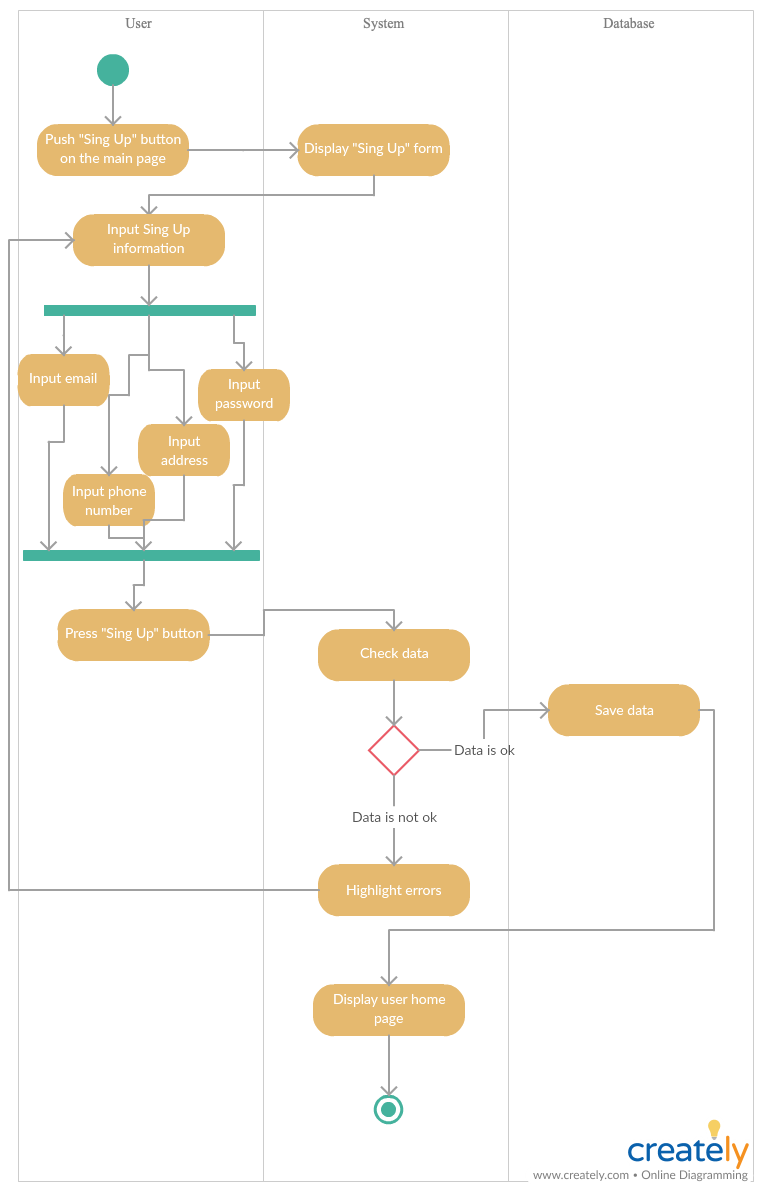 User
System
Database
Push "Sing Up" button
on the main page
Display "Sing Up" form
Input Sing Up
information
Input email
Input
password
Input
address
Input phone
number
Press "Sing Up" button
Check data
Save data
Data is ok
Data is not ok
Highlight errors
Display user home
page
creately
www.creately.com • Online Diagramming